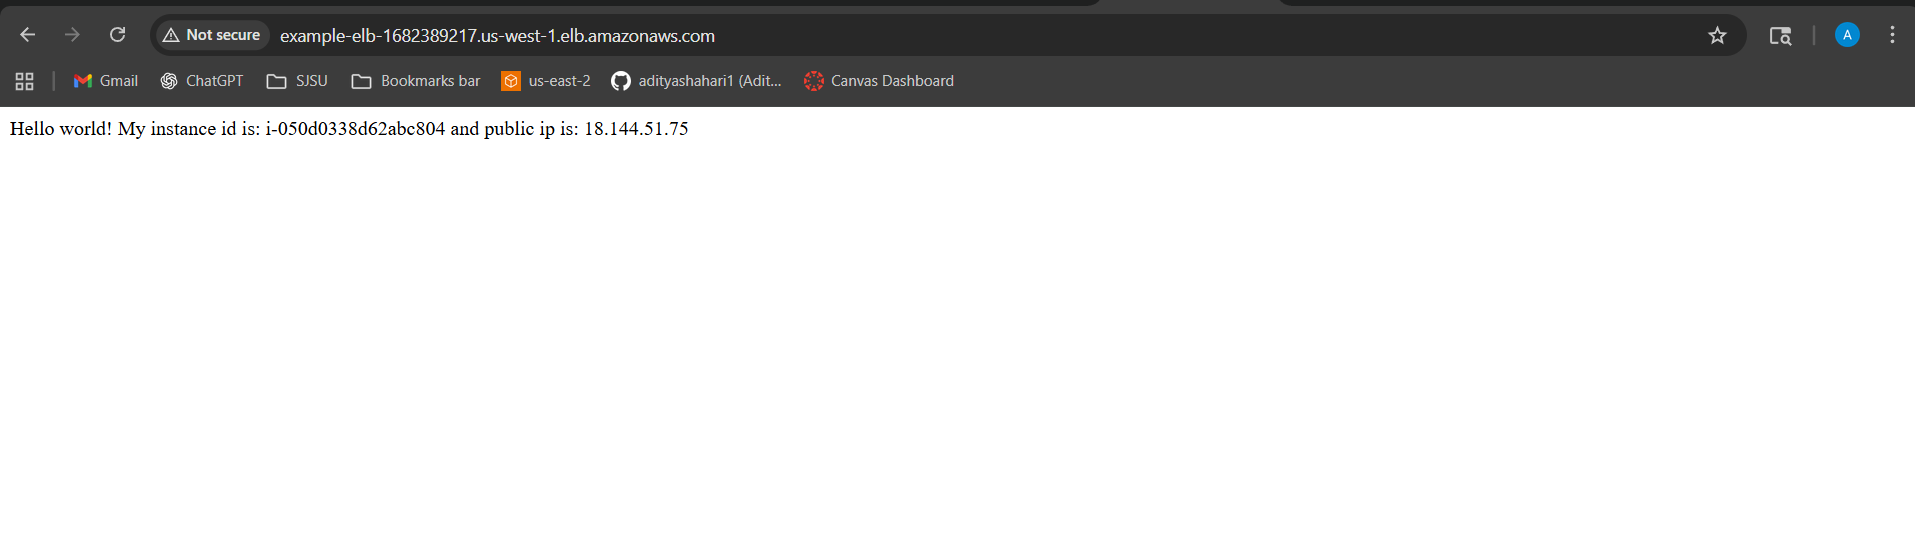 Not secure example-elb-1682389217.us-west-1.elb.amazonaws.com A
Gmail ChatGPT SJSU Bookmarks bar us-east-2 adityashahari1 (Adit... Canvas Dashboard
Hello world! My instance id is: i-050d0338d62abc804 and public ip is: 18.144.51.75